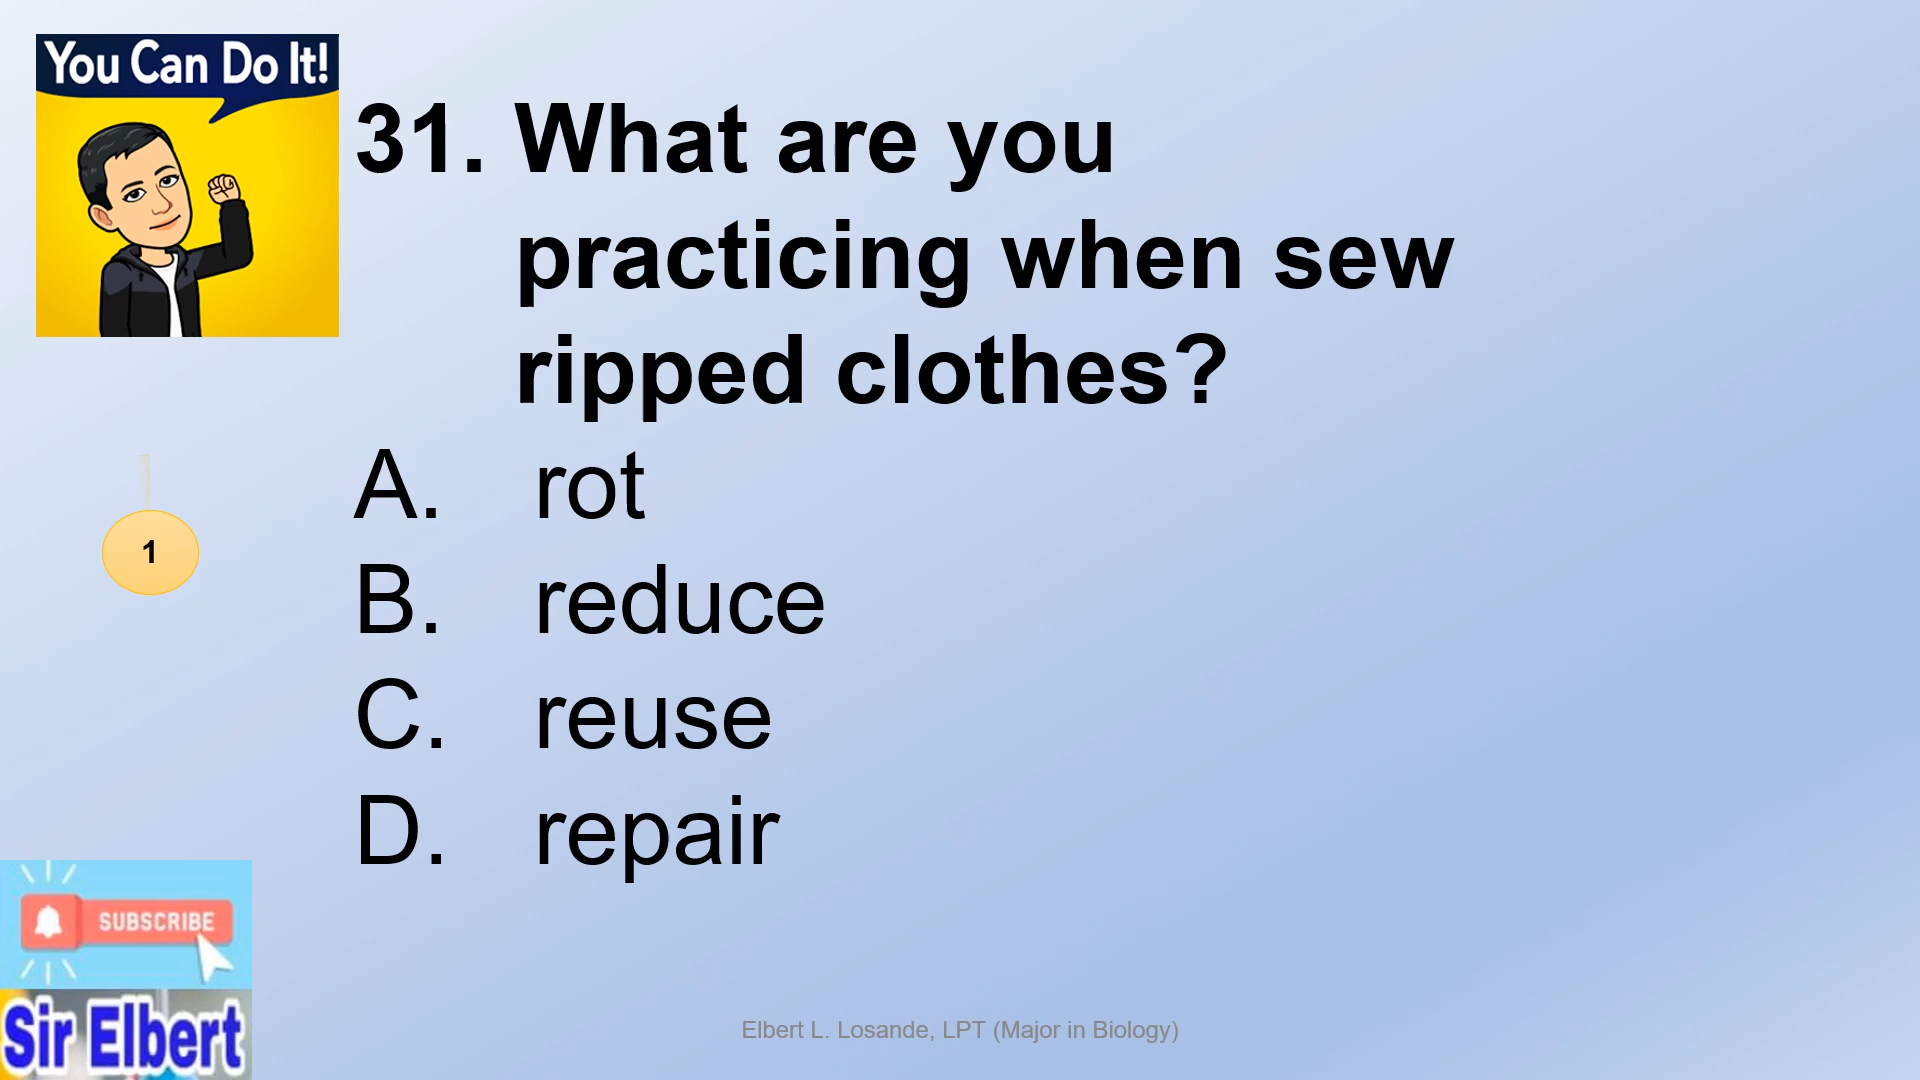 You Can Do It!
31. What are you
practicing when sew
ripped clothes?
A. rot
B. reduce
C. reuse
D. repair
1
SUBSCRIBE
Sir Elbert
Elbert L. Losande, LPT (Major in Biology)